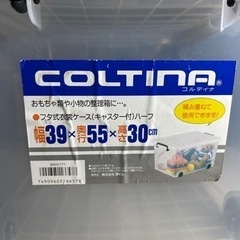 COLTINA®
コルティナ
おもちゃ類や小物の整理箱に…。
●フタ式衣装ケース(キャスター付)ハーフ
幅39×奥行55×高さ30cm
積み重ねて
使用できます!